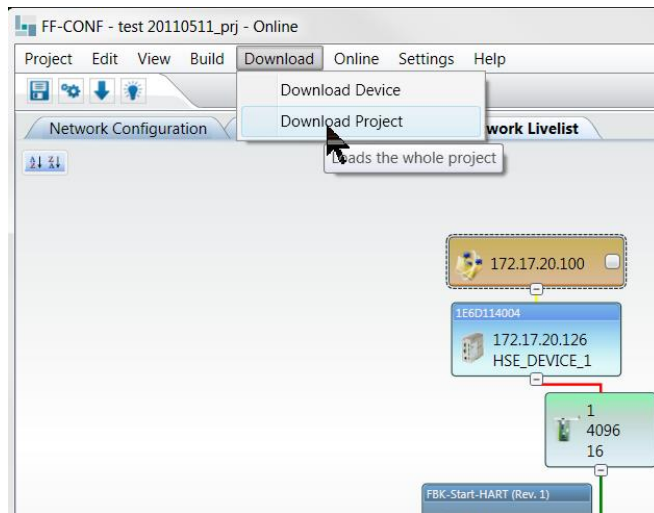 FF-CONF - test 20110511_prj - Online
Project Edit View Build Download Online Settings Help
Download Device
Download Project
Network Configuration
work Livelist
Loads the whole project
172.17.20.100
1E6D114004
172.17.20.126
HSE_DEVICE_1
1
4096
16
FBK-Start-HART (Rev. 1)